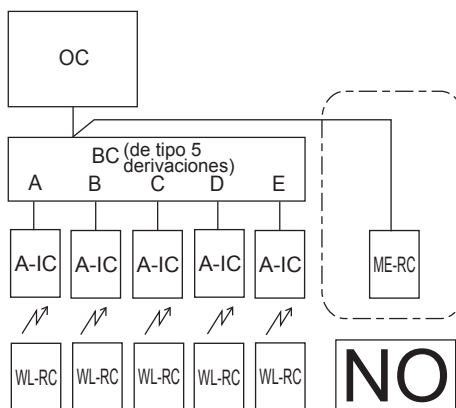 OC
BC (de tipo 5
derivaciones)
A B C D E
A-IC A-IC A-IC A-IC A-IC ME-RC
WL-RC WL-RC WL-RC WL-RC WL-RC
NO